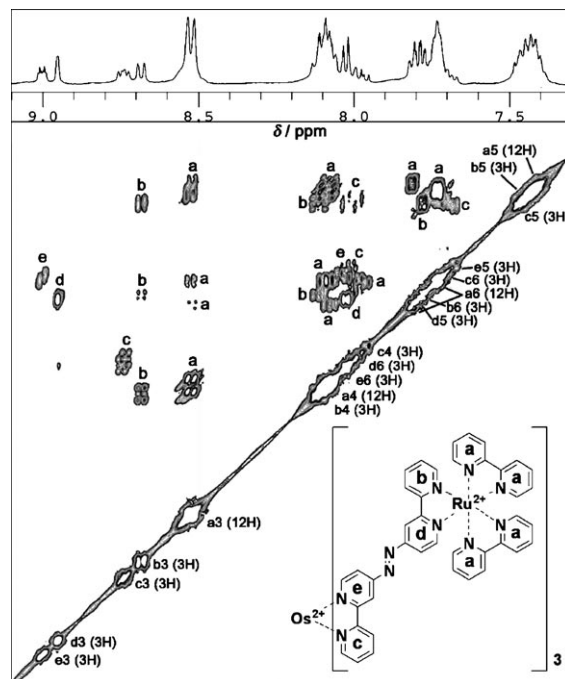 9.0 8.5 8.0 7.5
δ / ppm
a a a
b b c c
b
e e c
d b a a a
a b a d
c
b a
a5 (12H)
b5 (3H)
c5 (3H)
e5 (3H)
c6 (3H)
a6 (12H)
b6 (3H)
d5 (3H)
c4 (3H)
d6 (3H)
e6 (3H)
a4 (12H)
b4 (3H)
a3 (12H)
b3 (3H)
c3 (3H)
d3 (3H)
e3 (3H)
a
b N N a
N Ru2+ N
d N N N a
N a
N
e
Os2+ N
N c
3